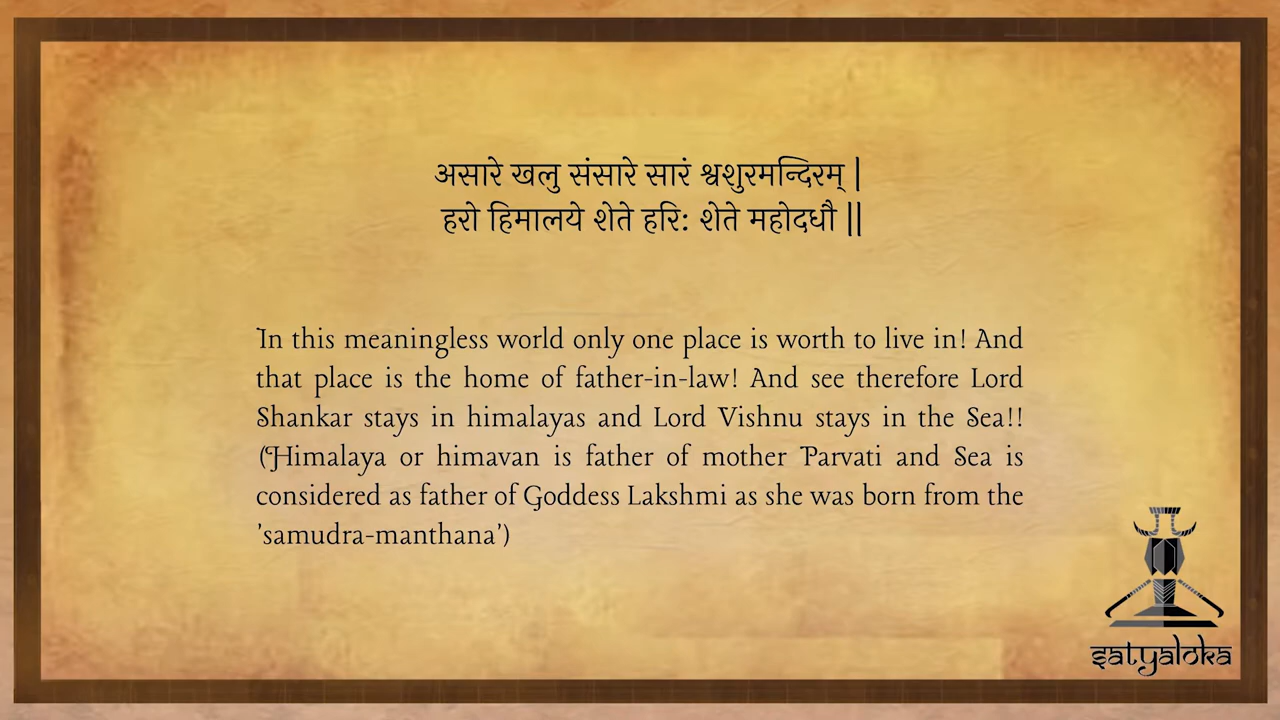 असारे खलु संसारे सारं श्वशुरमन्दिरम् |
हरो हिमालये शेते हरि: शेते महोदधौ ||
In this meaningless world only one place is worth to live in! And
that place is the home of father-in-law! And see therefore Lord
Shankar stays in himalayas and Lord Vishnu stays in the Sea!!
(Himalaya or himavan is father of mother Parvati and Sea is
considered as father of Goddess Lakshmi as she was born from the
'samudra-manthana')
satyaloka